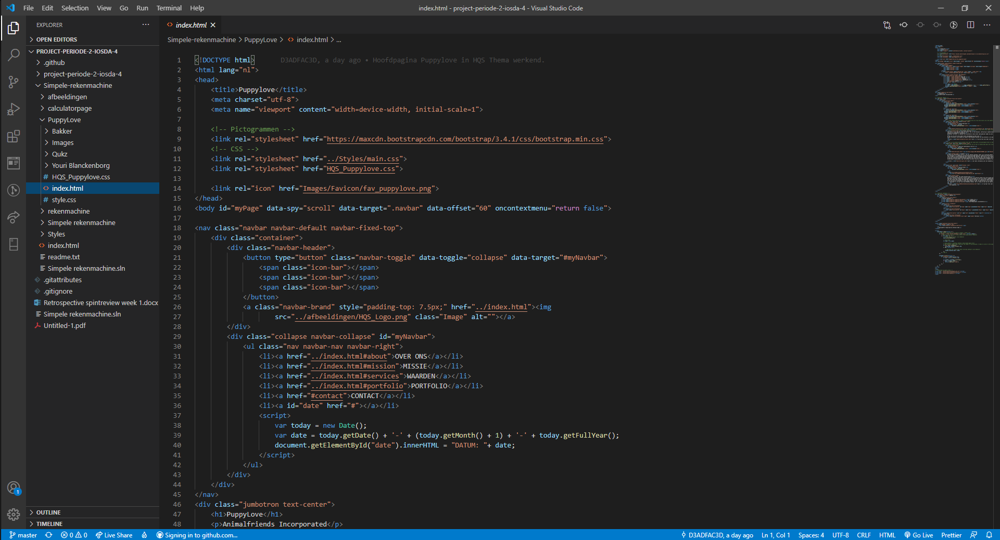 File Edit Selection View Go Run Terminal Help
index.html - project-periode-2-iosda-4 - Visual Studio Code
EXPLORER
OPEN EDITORS
PROJECT-PERIODE-2-IOSDA-4
.github
project-periode-2-iosda-4
Simpele-rekenmachine
afbeeldingen
calculatorpage
PuppyLove
Bakker
Images
Qukz
Youri Blanckenborg
# HQS_Puppylove.css
<> index.html
# style.css
rekenmachine
Simpele rekenmachine
Styles
<> index.html
readme.txt
Simpele rekenmachine.sln
.gitattributes
.gitignore
Retrospective spintreview week 1.docx
Simpele rekenmachine.sln
Untitled-1.pdf
OUTLINE
TIMELINE
1
<> index.html
Simpele-rekenmachine > PuppyLove > <> index.html > ...
1 <!DOCTYPE html> D3ADFAC3D, a day ago • Hoofdpagina Puppylove in HQS Thema werkend.
2 <html lang="nl">
3 <head>
4 <title>Puppylove</title>
5 <meta charset="utf-8">
6 <meta name="viewport" content="width=device-width, initial-scale=1">
7
8 <!-- Pictogrammen -->
9 <link rel="stylesheet" href="https://maxcdn.bootstrapcdn.com/bootstrap/3.4.1/css/bootstrap.min.css">
10 <!-- CSS -->
11 <link rel="stylesheet" href="../Styles/main.css">
12 <link rel="stylesheet" href="HQS_Puppylove.css">
13
14 <link rel="icon" href="Images/Favicon/fav_puppylove.png">
15 </head>
16 <body id="myPage" data-spy="scroll" data-target=".navbar" data-offset="60" oncontextmenu="return false">
17
18 <nav class="navbar navbar-default navbar-fixed-top">
19 <div class="container">
20 <div class="navbar-header">
21 <button type="button" class="navbar-toggle" data-toggle="collapse" data-target="#myNavbar">
22 <span class="icon-bar"></span>
23 <span class="icon-bar"></span>
24 <span class="icon-bar"></span>
25 </button>
26 <a class="navbar-brand" style="padding-top: 7.5px;" href="../index.html"><img
27 src="../afbeeldingen/HQS_Logo.png" class="Image" alt=""></a>
28 </div>
29 <div class="collapse navbar-collapse" id="myNavbar">
30 <ul class="nav navbar-nav navbar-right">
31 <li><a href="../index.html#about">OVER ONS</a></li>
32 <li><a href="../index.html#mission">MISSIE</a></li>
33 <li><a href="../index.html#services">WAARDEN</a></li>
34 <li><a href="../index.html#portfolio">PORTFOLIO</a></li>
35 <li><a href="#contact">CONTACT</a></li>
36 <li><a id="date" href="#"></a></li>
37 <script>
38 var today = new Date();
39 var date = today.getDate() + '-' + (today.getMonth() + 1) + '-' + today.getFullYear();
40 document.getElementById("date").innerHTML = "DATUM: "+ date;
41 </script>
42 </ul>
43 </div>
44 </div>
45 </nav>
46 <div class="jumbotron text-center">
47 <h1>PuppyLove</h1>
48 <p>Animalfriends Incorporated</p>
master 0 0 Live Share Signing in to github.com... D3ADFAC3D, a day ago Ln 1, Col 1 Spaces: 4 UTF-8 CRLF HTML Go Live Prettier